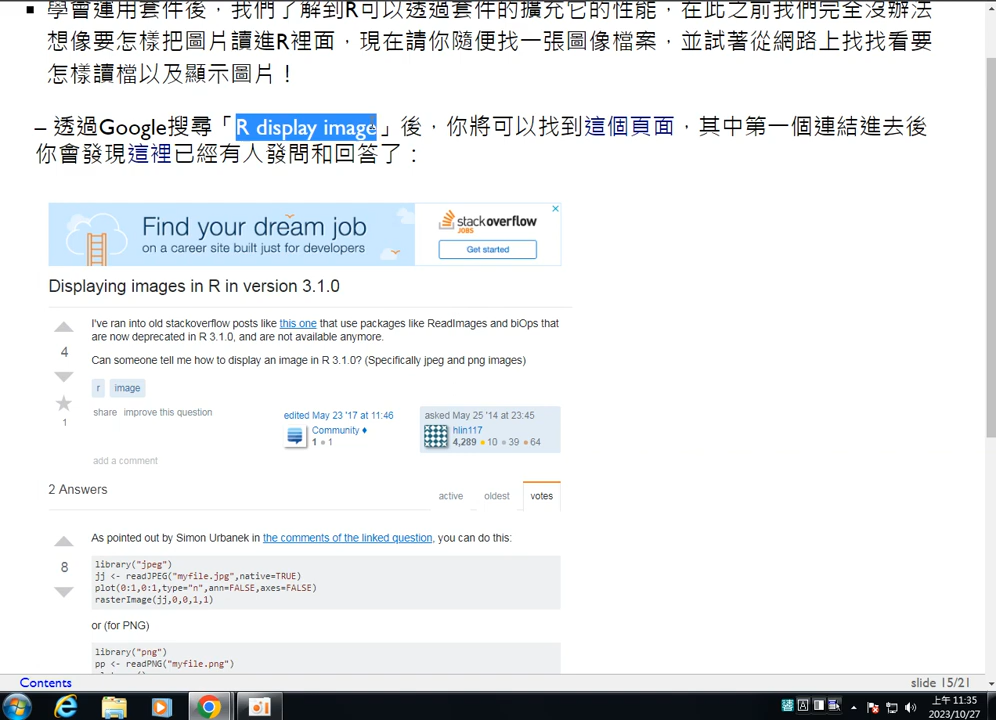 ▪ 學會運用套件後，我們了解到R可以透過套件的擴充它的性能，在此之前我們完全沒辦法
想像要怎樣把圖片讀進R裡面，現在請你隨便找一張圖像檔案，並試著從網路上找找看要
怎樣讀檔以及顯示圖片！
– 透過Google搜尋「R display image」後，你將可以找到這個頁面，其中第一個連結進去後
你會發現這裡已經有人發問和回答了：
Find your dream job
on a career site built just for developers
stackoverflow
JOBS
Get started
Displaying images in R in version 3.1.0
I've ran into old stackoverflow posts like this one that use packages like ReadImages and biOps that
are now deprecated in R 3.1.0, and are not available anymore.
4
Can someone tell me how to display an image in R 3.1.0? (Specifically jpeg and png images)
r image
1
share improve this question
edited May 23 '17 at 11:46
Community ♦
1 ● 1
asked May 25 '14 at 23:45
hlin117
4,289 ● 10 ● 39 ● 64
add a comment
2 Answers
active oldest votes
As pointed out by Simon Urbanek in the comments of the linked question, you can do this:
8
library("jpeg")
jj <- readJPEG("myfile.jpg",native=TRUE)
plot(0:1,0:1,type="n",ann=FALSE,axes=FALSE)
rasterImage(jj,0,0,1,1)
or (for PNG)
library("png")
pp <- readPNG("myfile.png")
Contents
slide 15/21
上午 11:35
2023/10/27